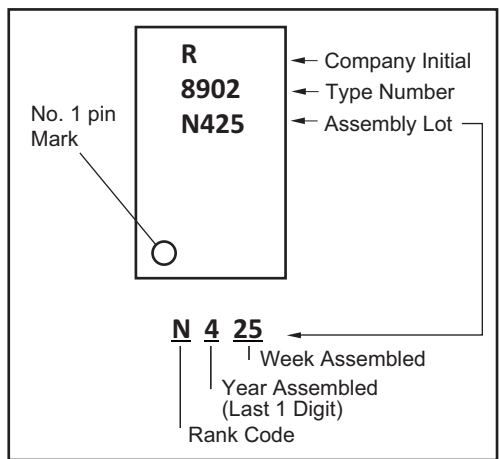 R
Company Initial
8902
Type Number
N425
Assembly Lot
No. 1 pin
Mark
N 4 25
Week Assembled
Year Assembled
(Last 1 Digit)
Rank Code